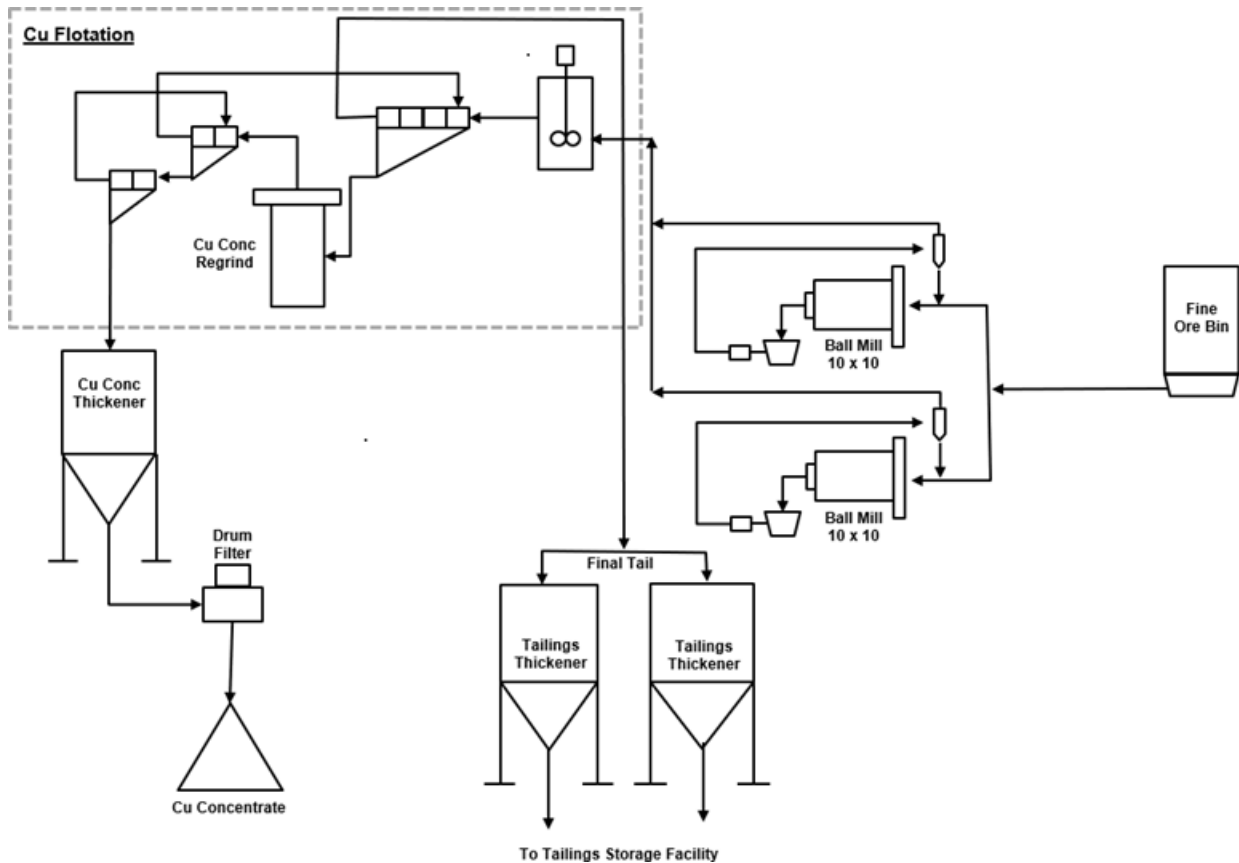 Cu Flotation
Cu Conc
Regrind
Fine
Ore Bin
Ball Mill
10 x 10
Cu Conc
Thickener
Ball Mill
10 x 10
Drum
Filter
Final Tail
Tailings
Thickener
Tailings
Thickener
Cu Concentrate
To Tailings Storage Facility